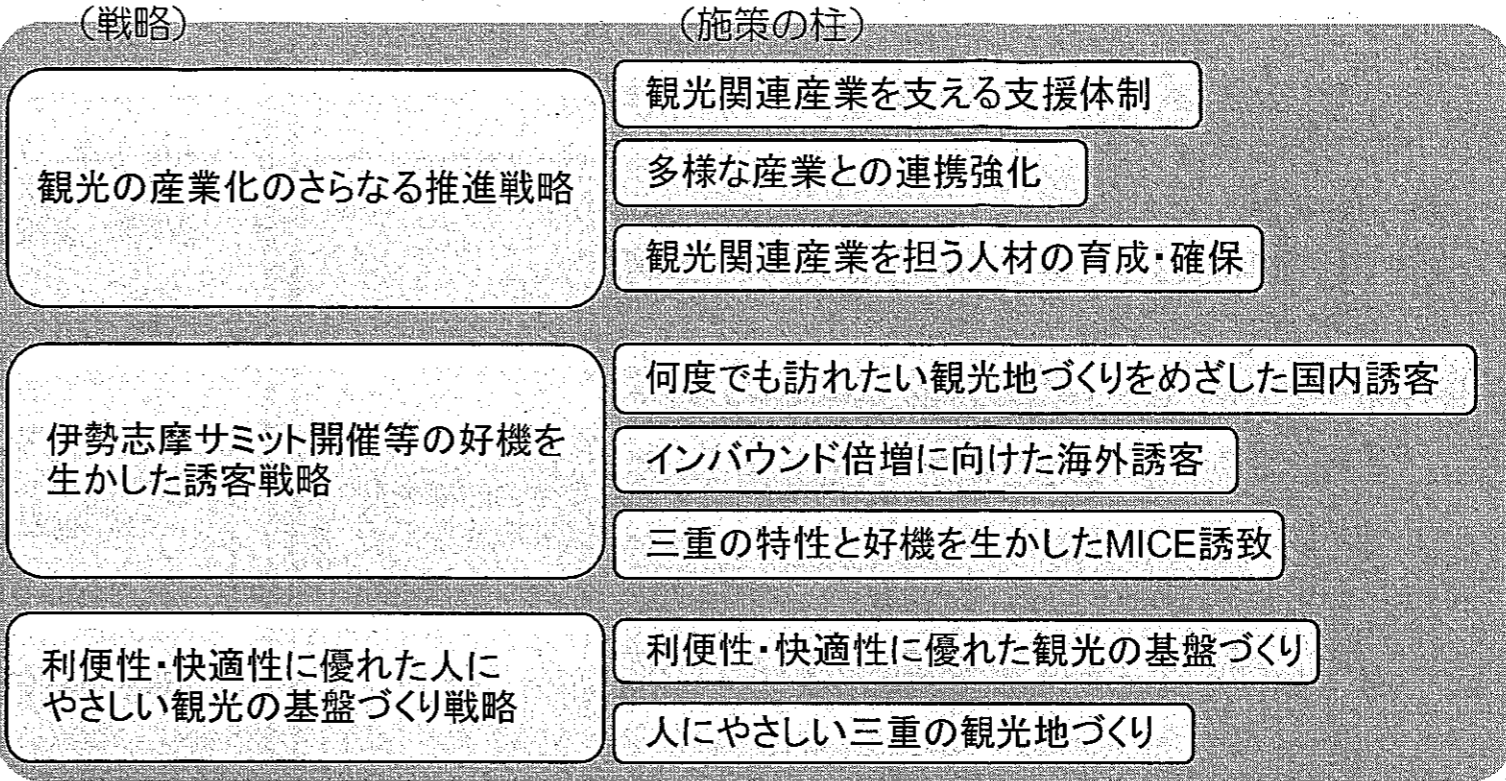 (戦略)
(施策の柱)
観光の産業化のさらなる推進戦略
観光関連産業を支える支援体制
多様な産業との連携強化
観光関連産業を担う人材の育成・確保
伊勢志摩サミット開催等の好機を
生かした誘客戦略
何度でも訪れたい観光地づくりをめざした国内誘客
インバウンド倍増に向けた海外誘客
三重の特性と好機を生かしたMICE誘致
利便性・快適性に優れた人に
やさしい観光の基盤づくり戦略
利便性・快適性に優れた観光の基盤づくり
人にやさしい三重の観光地づくり